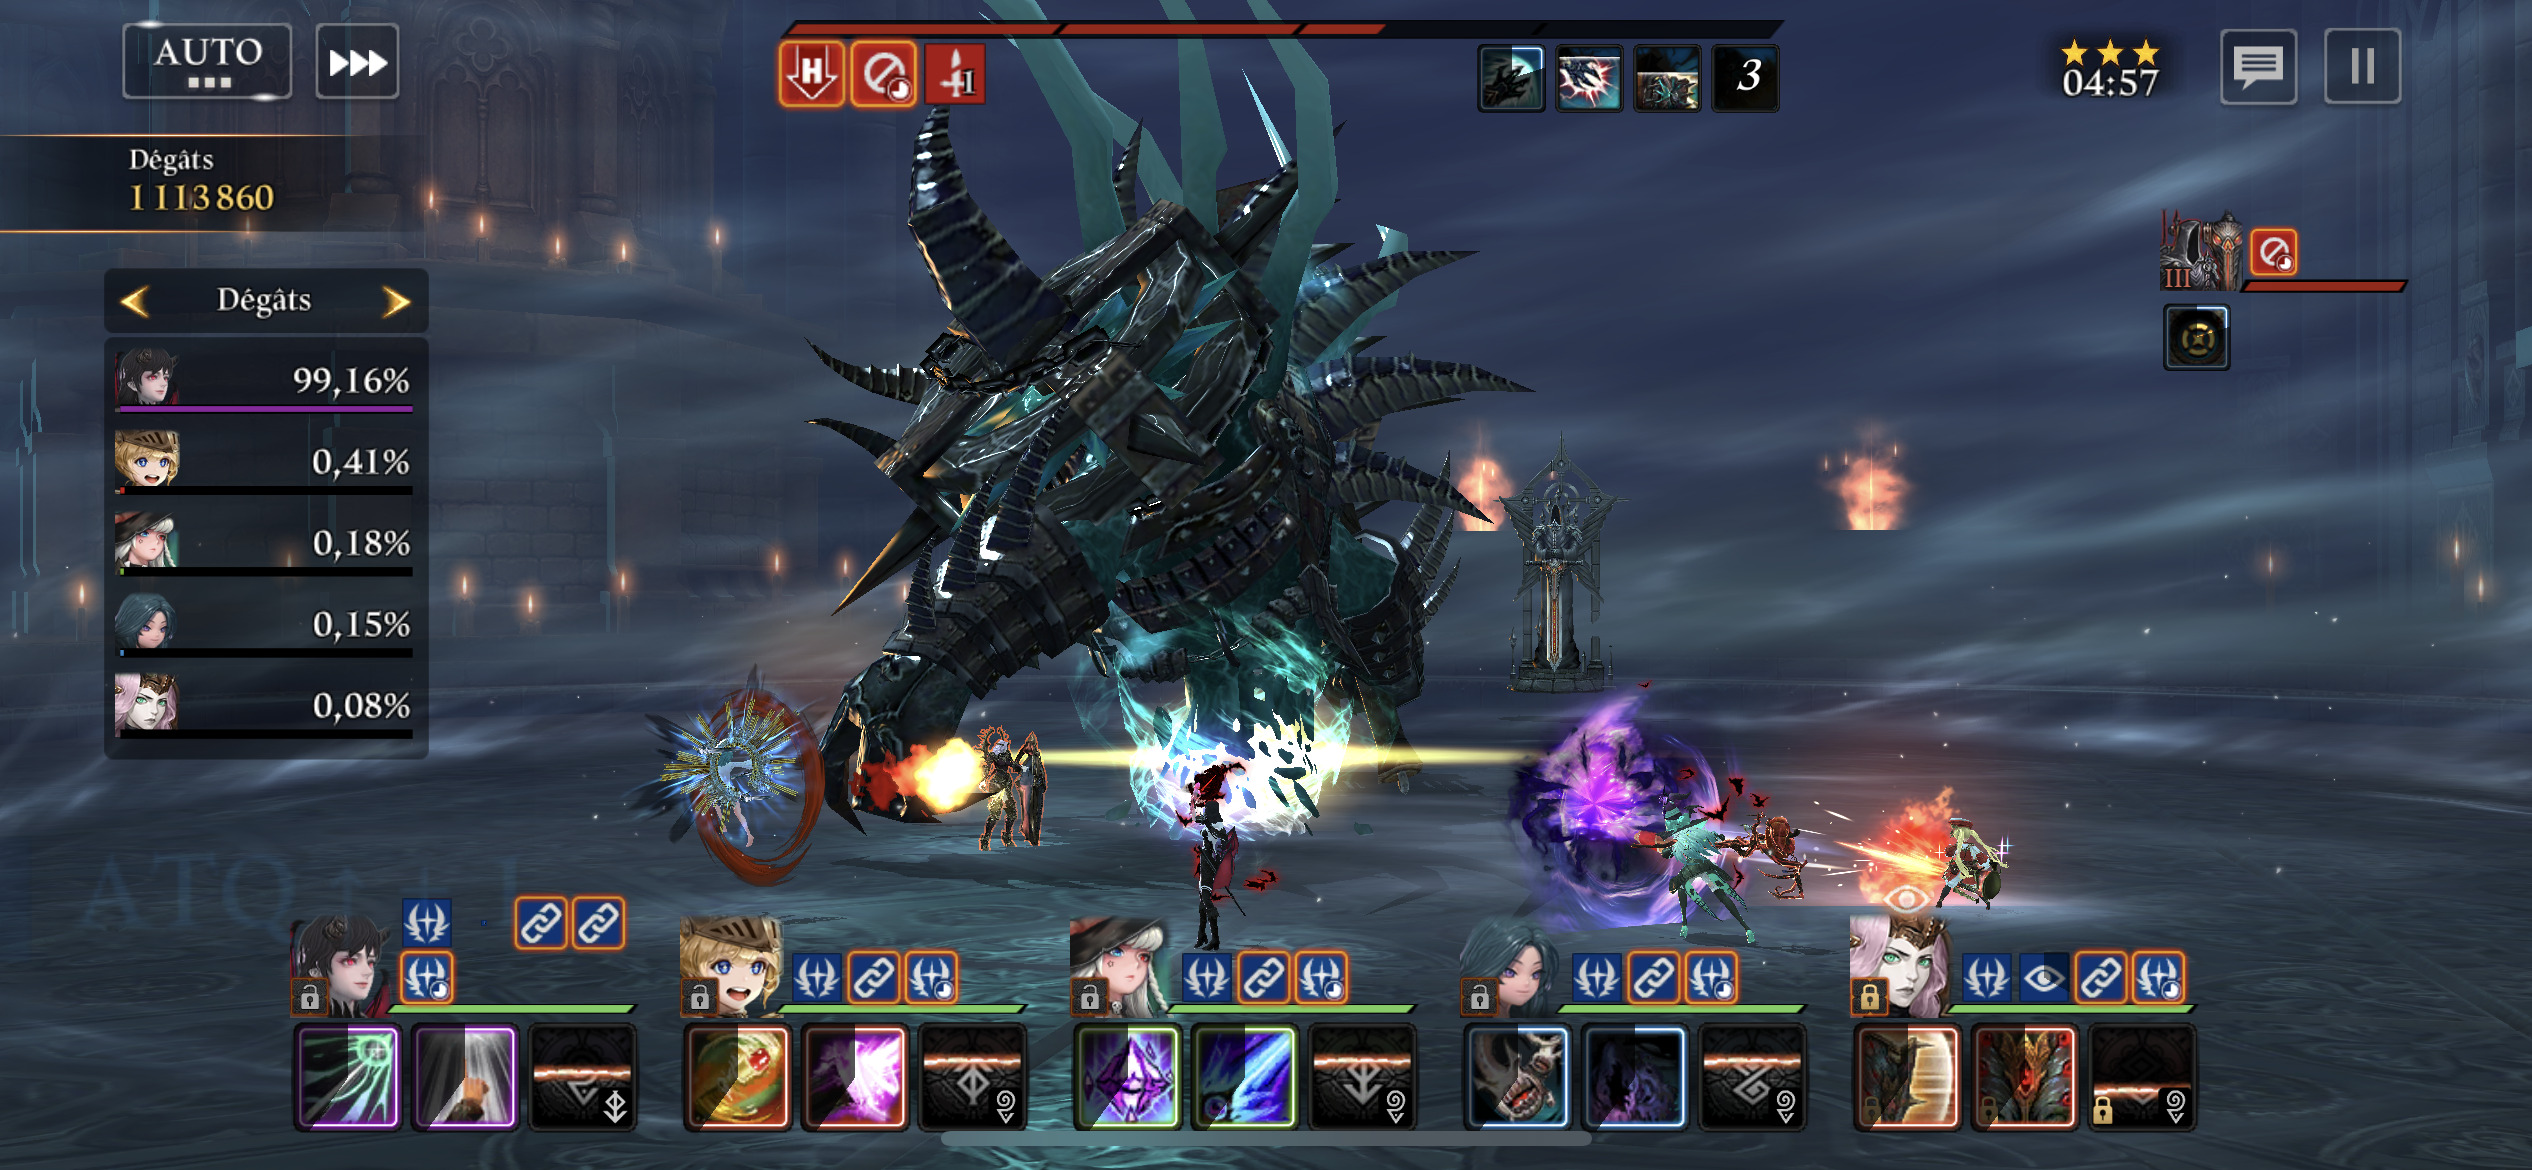 AUTO
H
I
3
04:57
Dégâts
1 113 860
III
Dégâts
99,16%
0,41%
0,18%
0,15%
0,08%
ATQ